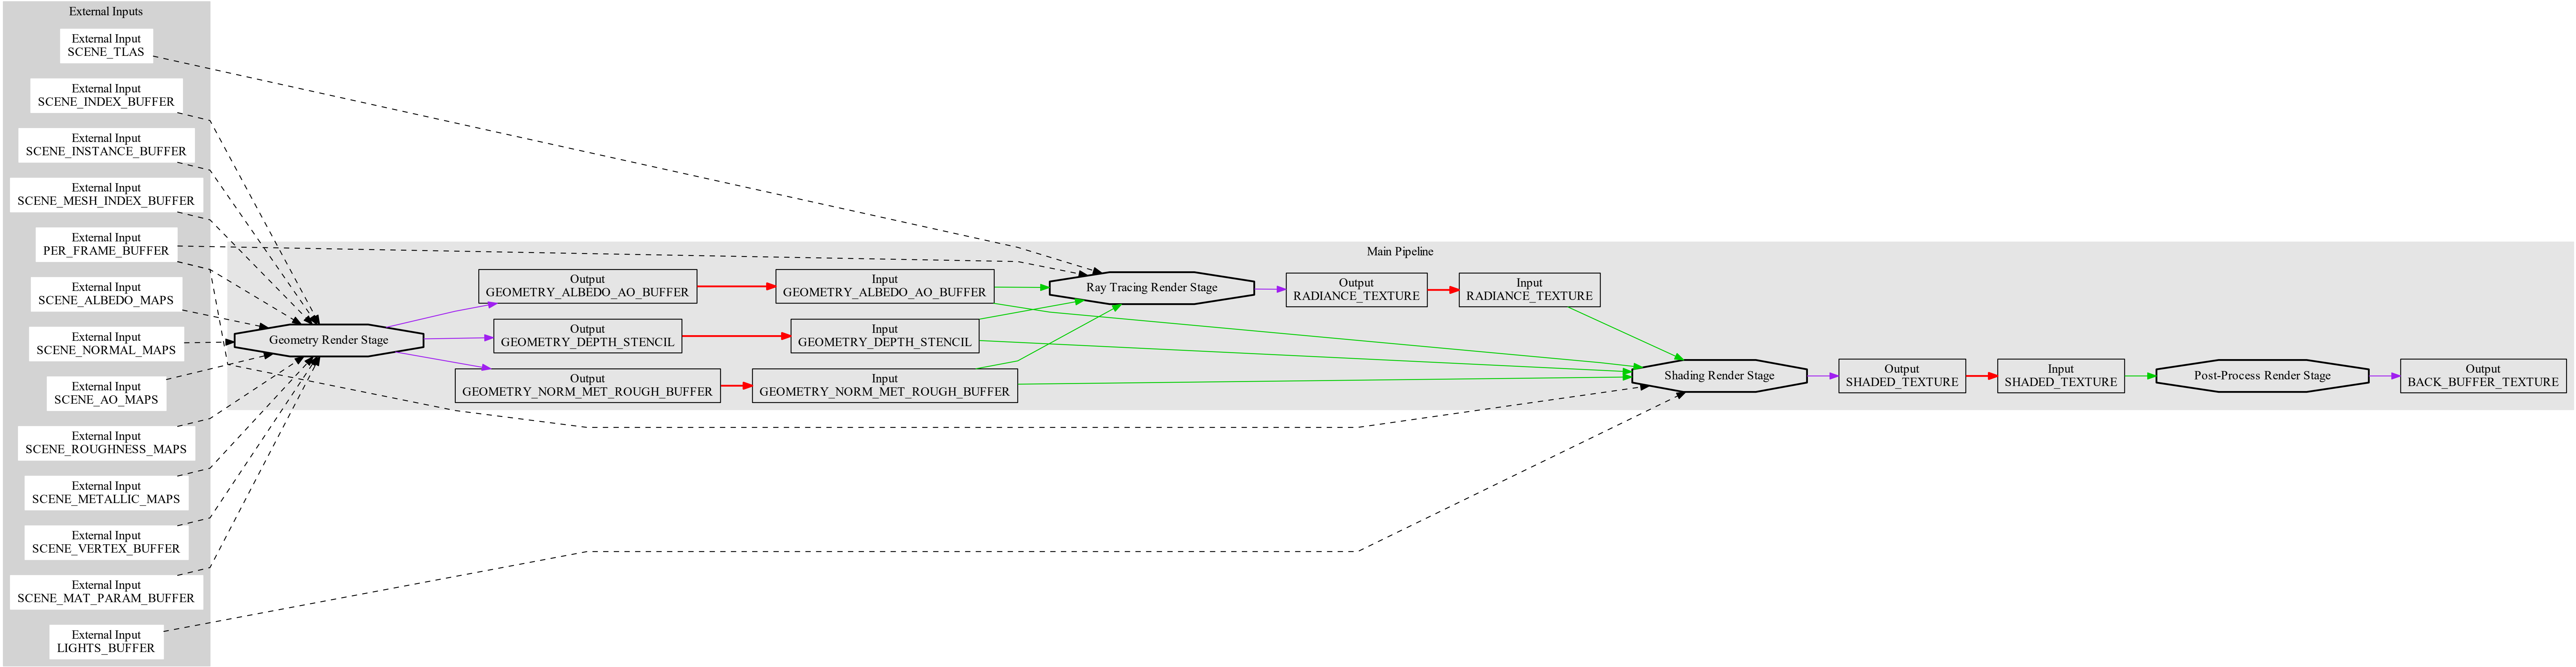 External Inputs
External Input
SCENE_TLAS
External Input
SCENE_INDEX_BUFFER
External Input
SCENE_INSTANCE_BUFFER
External Input
SCENE_MESH_INDEX_BUFFER
External Input
PER_FRAME_BUFFER
External Input
SCENE_ALBEDO_MAPS
External Input
SCENE_NORMAL_MAPS
External Input
SCENE_AO_MAPS
External Input
SCENE_ROUGHNESS_MAPS
External Input
SCENE_METALLIC_MAPS
External Input
SCENE_VERTEX_BUFFER
External Input
SCENE_MAT_PARAM_BUFFER
External Input
LIGHTS_BUFFER
Main Pipeline
Geometry Render Stage
Output
GEOMETRY_ALBEDO_AO_BUFFER
Output
GEOMETRY_DEPTH_STENCIL
Output
GEOMETRY_NORM_MET_ROUGH_BUFFER
Input
GEOMETRY_ALBEDO_AO_BUFFER
Input
GEOMETRY_DEPTH_STENCIL
Input
GEOMETRY_NORM_MET_ROUGH_BUFFER
Ray Tracing Render Stage
Output
RADIANCE_TEXTURE
Input
RADIANCE_TEXTURE
Shading Render Stage
Output
SHADED_TEXTURE
Input
SHADED_TEXTURE
Post-Process Render Stage
Output
BACK_BUFFER_TEXTURE